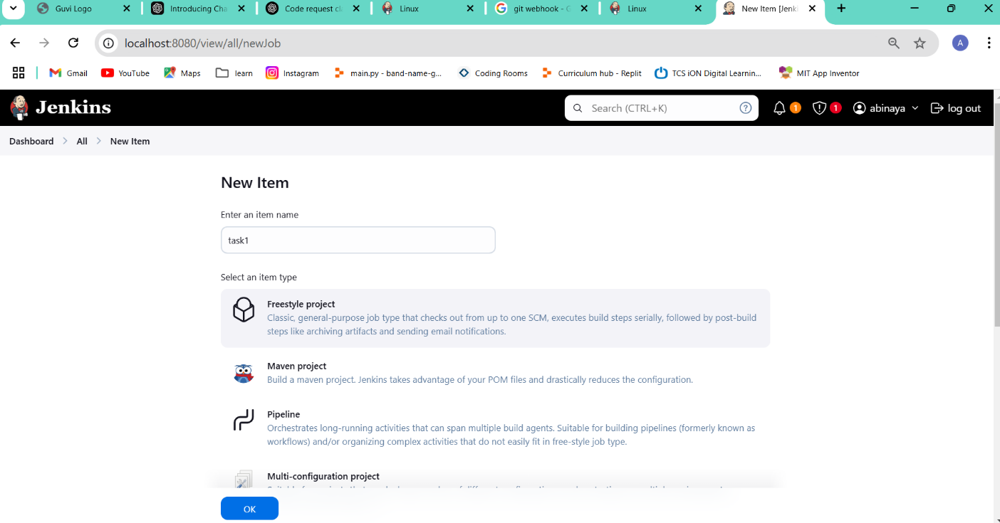 Guvi Logo
Introducing Cha
Code request cla
Linux
git webhook - G
Linux
New Item [Jenki
localhost:8080/view/all/newJob
A
Gmail
YouTube
Maps
learn
Instagram
main.py - band-name-g...
Coding Rooms
Curriculum hub - Replit
TCS iON Digital Learnin...
MIT App Inventor
Jenkins
Search (CTRL+K)
1
1
abinaya
log out
Dashboard > All > New Item
New Item
Enter an item name
task1
Select an item type
Freestyle project
Classic, general-purpose job type that checks out from up to one SCM, executes build steps serially, followed by post-build
steps like archiving artifacts and sending email notifications.
Maven project
Build a maven project. Jenkins takes advantage of your POM files and drastically reduces the configuration.
Pipeline
Orchestrates long-running activities that can span multiple build agents. Suitable for building pipelines (formerly known as
workflows) and/or organizing complex activities that do not easily fit in free-style job type.
Multi-configuration project
OK